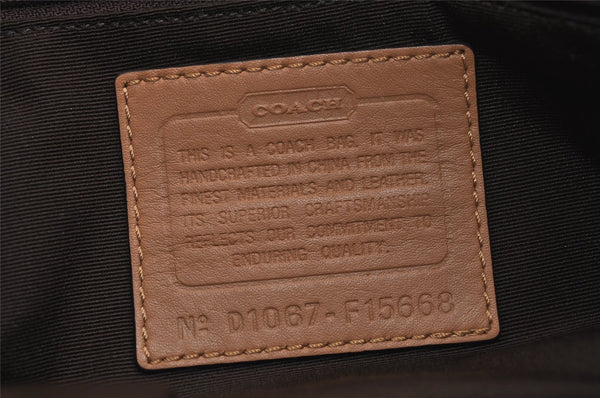 COACH
THIS IS A COACH BAG. IT WAS
HANDCRAFTED IN CHINA FROM THE
FINEST MATERIALS AND LEATHER.
ITS SUPERIOR CRAFTSMANSHIP
REFLECTS OUR COMMITMENT TO
ENDURING QUALITY.
Nº D1067-F15668